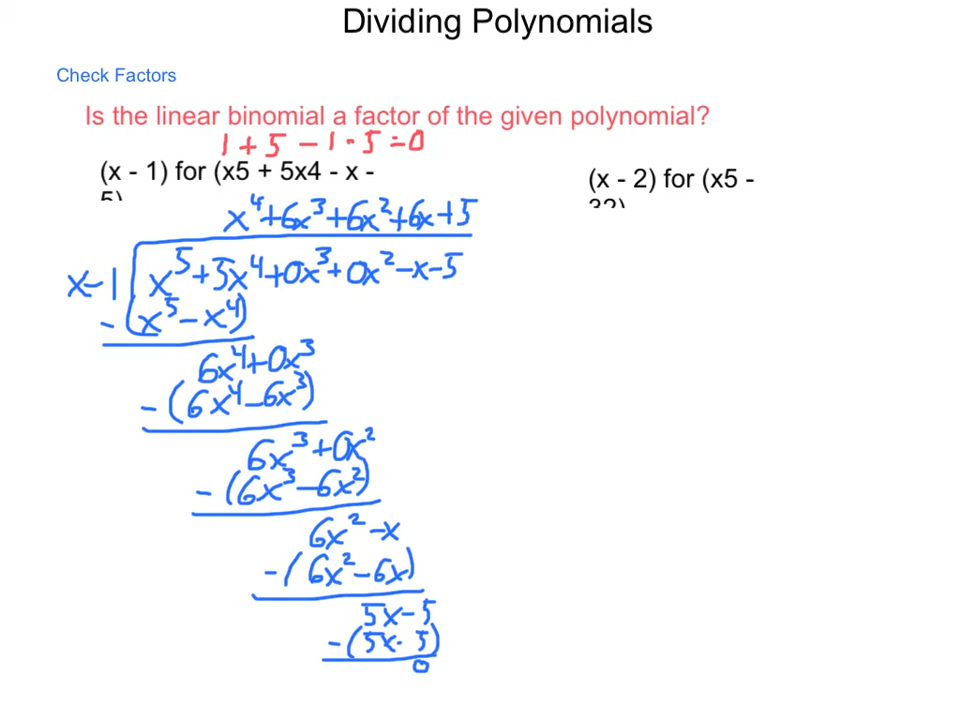 Dividing Polynomials
Check Factors
Is the linear binomial a factor of the given polynomial?
1 + 5 - 1 - 5 = 0
(x - 1) for (x5 + 5x4 - x -
5)
(x - 2) for (x5 -
32)
x⁴+6x³+6x²+6x+5
x-1 x⁵+5x⁴+0x³+0x²-x-5
-(x⁵-x⁴)
6x⁴+0x³
-(6x⁴-6x³)
6x³+0x²
-(6x³-6x²)
6x²-x
-(6x²-6x)
5x-5
-(5x-5)
0